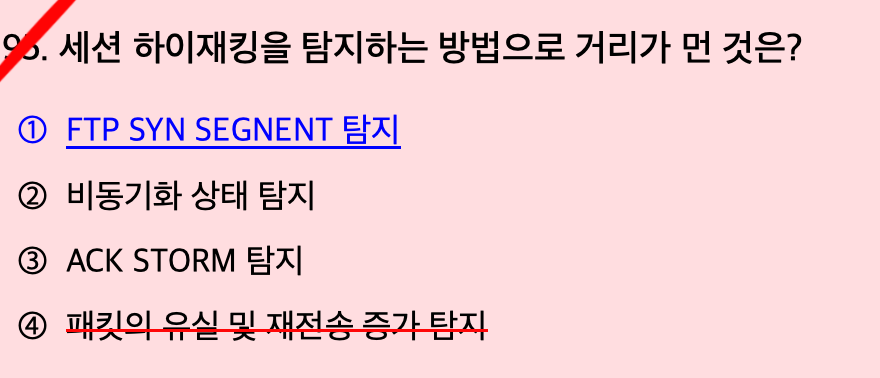 95. 세션 하이재킹을 탐지하는 방법으로 거리가 먼 것은?
① FTP SYN SEGNENT 탐지
② 비동기화 상태 탐지
③ ACK STORM 탐지
④ 패킷의 유실 및 재전송 증가 탐지